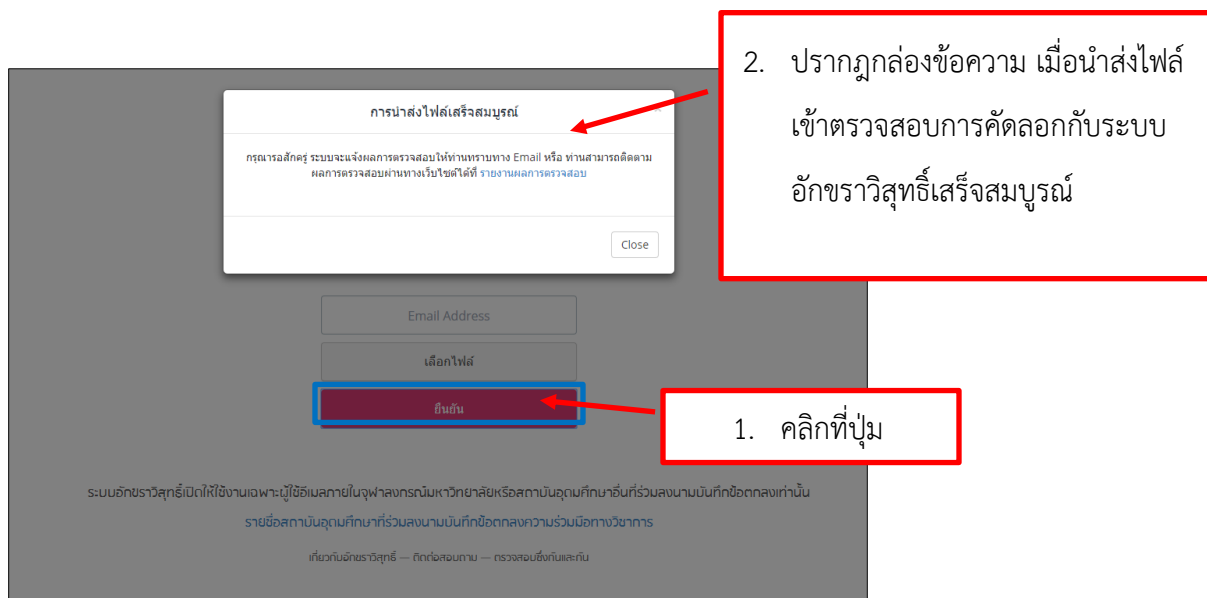 2. ปรากฎกล่องข้อความ เมื่อนำส่งไฟล์
เข้าตรวจสอบการคัดลอกกับระบบ
อักขราวิสุทธิ์เสร็จสมบูรณ์
การนำส่งไฟล์เสร็จสมบูรณ์
กรุณารอสักครู่ ระบบจะแจ้งผลการตรวจสอบให้ท่านทราบทาง Email หรือ ท่านสามารถติดตาม
ผลการตรวจสอบผ่านทางเว็บไซต์ได้ที่ รายงานผลการตรวจสอบ
Close
Email Address
เลือกไฟล์
ยืนยัน
1. คลิกที่ปุ่ม
ระบบอักขราวิสุทธิ์เปิดให้ใช้งานเฉพาะผู้ใช้อีเมลภายในจุฬาลงกรณ์มหาวิทยาลัยหรือสถาบันอุดมศึกษาอื่นที่ร่วมลงนามบันทึกข้อตกลงเท่านั้น
รายชื่อสถาบันอุดมศึกษาที่ร่วมลงนามบันทึกข้อตกลงความร่วมมือทางวิชาการ
เกี่ยวกับอักขราวิสุทธิ์ — ติดต่อสอบถาม — ตรวจสอบซึ่งกันและกัน